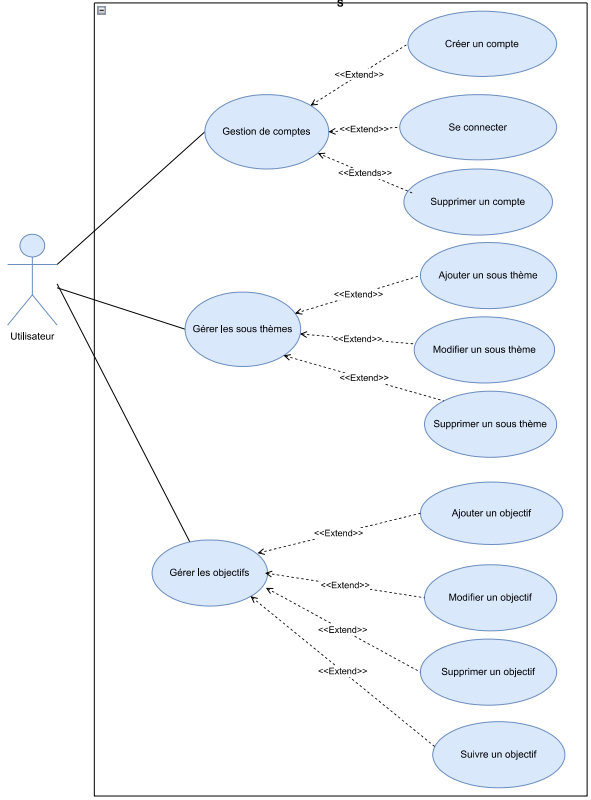 s
Créer un compte
<<Extend>>
Gestion de comptes
<<Extend>>
Se connecter
<<Extends>>
Supprimer un compte
Utilisateur
Ajouter un sous thème
<<Extend>>
Gérer les sous thèmes
<<Extend>>
Modifier un sous thème
<<Extend>>
Supprimer un sous thème
Ajouter un objectif
<<Extend>>
Gérer les objectifs
<<Extend>>
Modifier un objectif
<<Extend>>
Supprimer un objectif
<<Extend>>
Suivre un objectif